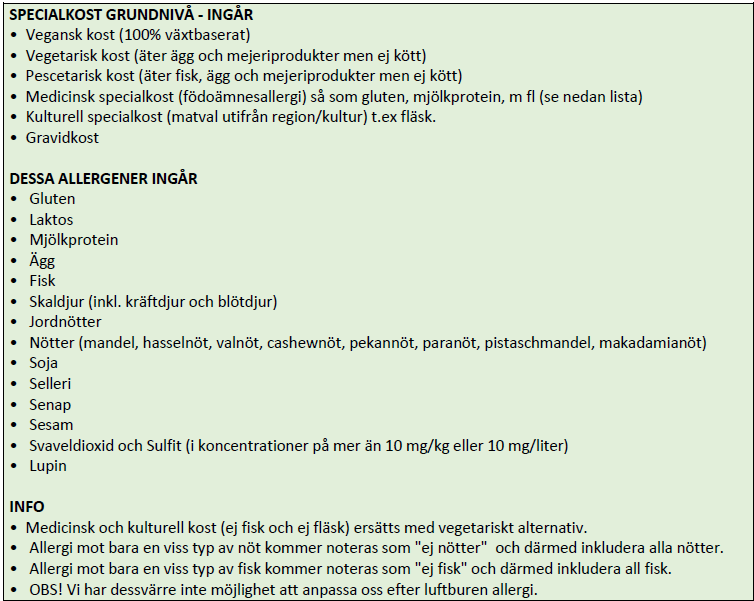 SPECIALKOST GRUNDNIVÅ - INGÅR
• Vegansk kost (100% växtbaserat)
• Vegetarisk kost (äter ägg och mejeriprodukter men ej kött)
• Pescetarisk kost (äter fisk, ägg och mejeriprodukter men ej kött)
• Medicinsk specialkost (födoämnesallergi) så som gluten, mjölkprotein, m fl (se nedan lista)
• Kulturell specialkost (matval utifrån region/kultur) t.ex fläsk.
• Gravidkost
DESSA ALLERGENER INGÅR
• Gluten
• Laktos
• Mjölkprotein
• Ägg
• Fisk
• Skaldjur (inkl. kräftdjur och blötdjur)
• Jordnötter
• Nötter (mandel, hasselnöt, valnöt, cashewnöt, pekannöt, paranöt, pistaschmandel, makadamianöt)
• Soja
• Selleri
• Senap
• Sesam
• Svaveldioxid och Sulfit (i koncentrationer på mer än 10 mg/kg eller 10 mg/liter)
• Lupin
INFO
• Medicinsk och kulturell kost (ej fisk och ej fläsk) ersätts med vegetariskt alternativ.
• Allergi mot bara en viss typ av nöt kommer noteras som "ej nötter" och därmed inkludera alla nötter.
• Allergi mot bara en viss typ av fisk kommer noteras som "ej fisk" och därmed inkludera all fisk.
• OBS! Vi har dessvärre inte möjlighet att anpassa oss efter luftburen allergi.